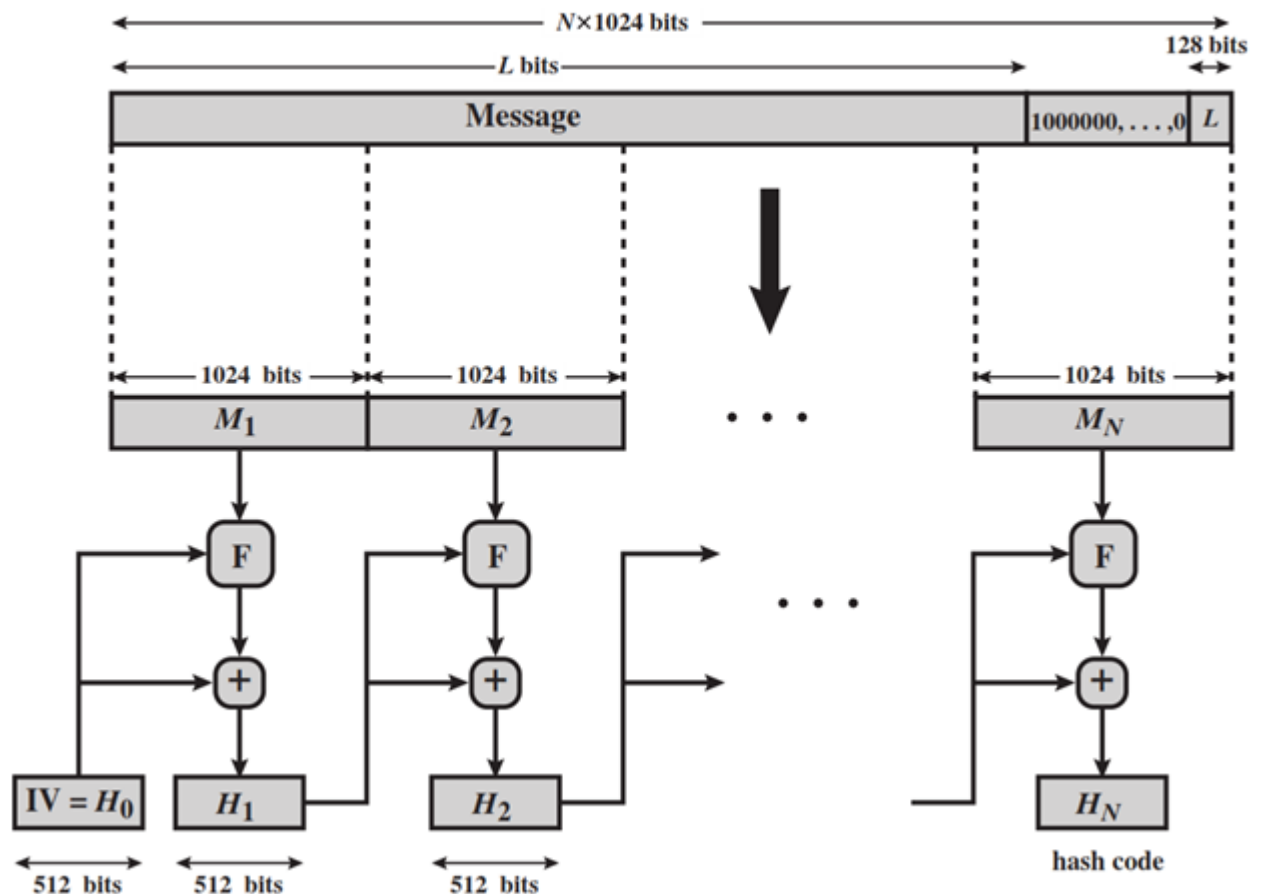 N×1024 bits
128 bits
L bits
Message 1000000, . . . ,0 L
1024 bits 1024 bits 1024 bits
M1 M2 . . . MN
F F F
. . .
+ + +
IV = H0 H1 H2 HN
hash code
512 bits 512 bits 512 bits